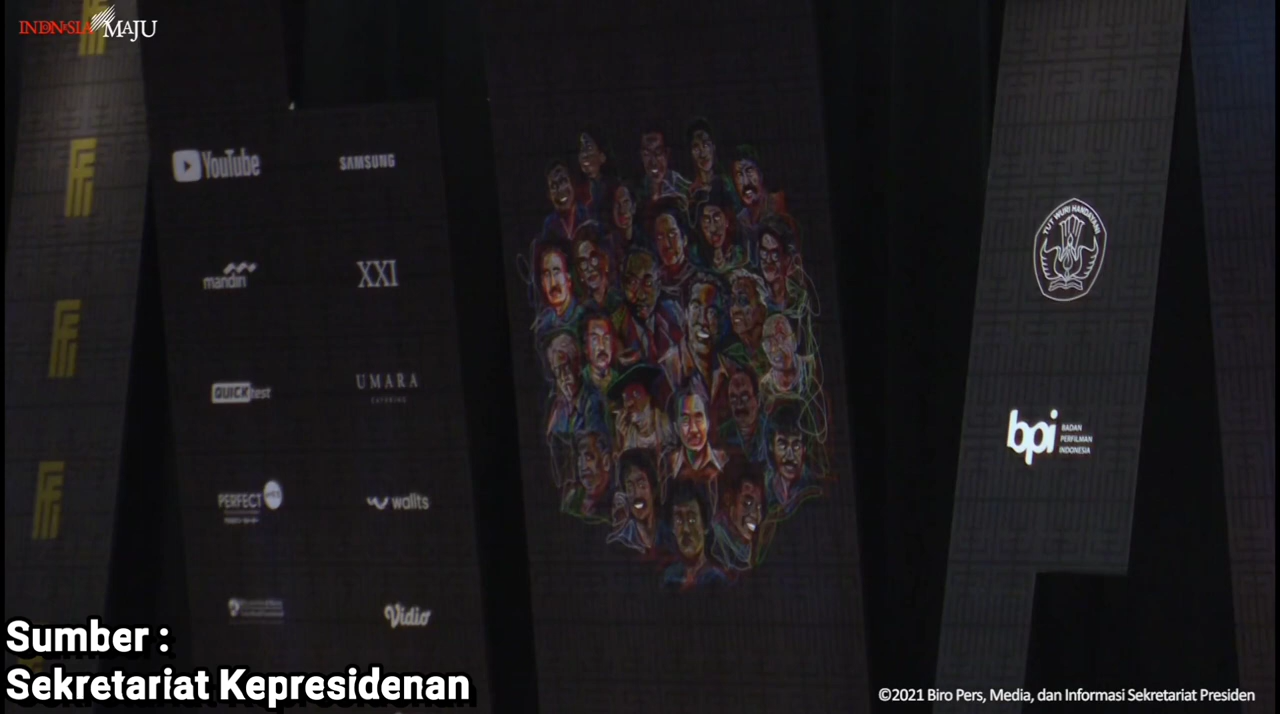 INDONESIA MAJU
YouTube
SAMSUNG
mandiri
XXI
QUICKtest
UMARA
CATERING
PERFECT
wallts
Vidio
TUT WURI HANDAYANI
bpi
BADAN
PERFILMAN
INDONESIA
Sumber :
Sekretariat Kepresidenan
©2021 Biro Pers, Media, dan Informasi Sekretariat Presiden